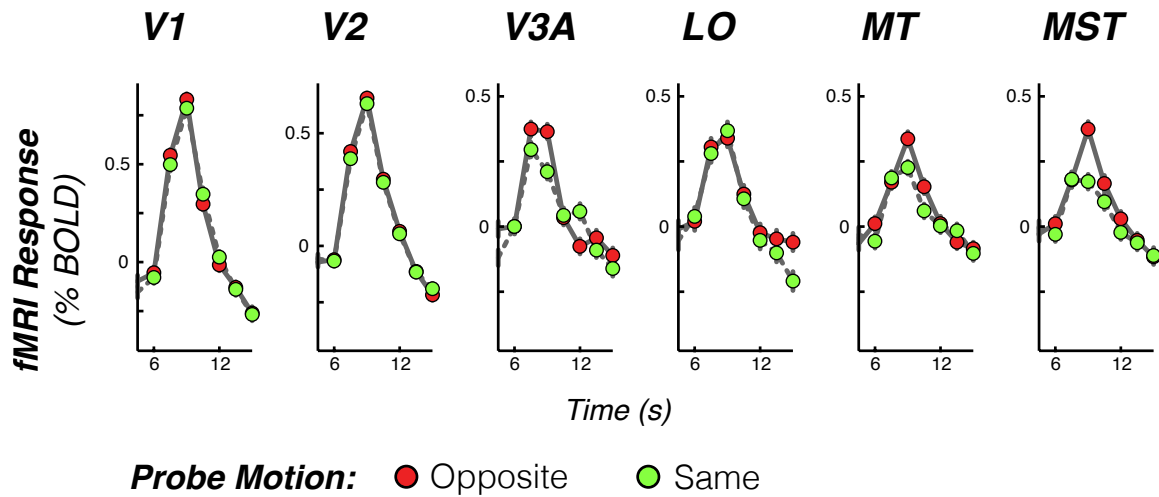 V1 V2 V3A LO MT MST
0.5 0.5 0.5 0.5
0.5
0.5
0 0 0 0
0
0
6 12 6 12 6 12 6 12 6 12 6 12
fMRI Response
(% BOLD)
Time (s)
Probe Motion: Opposite Same